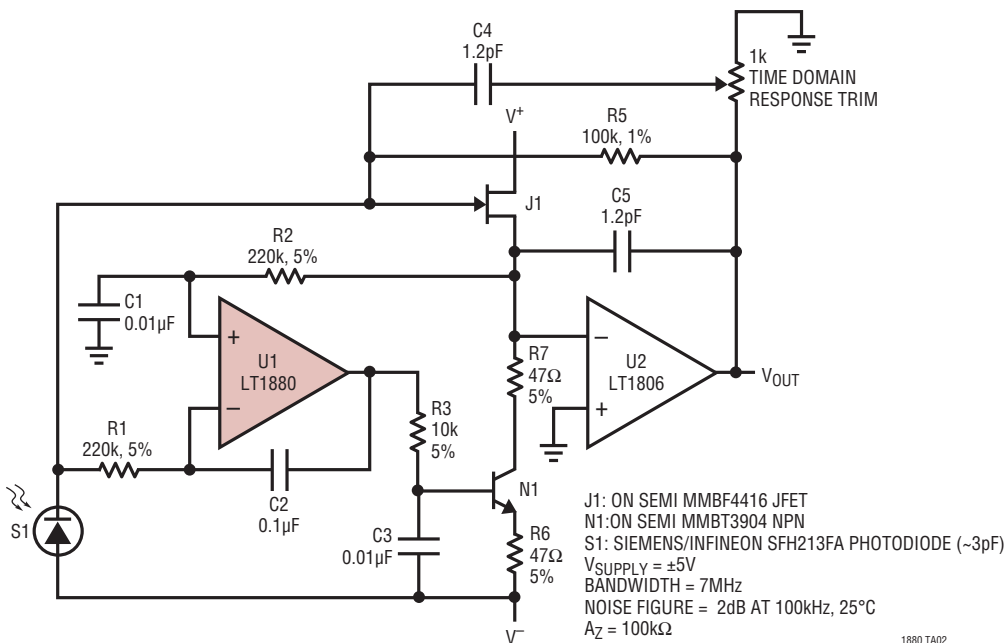 C4
1.2pF
1k
TIME DOMAIN
RESPONSE TRIM
V+
R5
100k, 1%
J1
C5
1.2pF
R2
220k, 5%
C1
0.01µF
+
U1
LT1880
–
R7
47Ω
5%
–
U2
LT1806
+
VOUT
R1
220k, 5%
R3
10k
5%
C2
0.1µF
N1
S1
C3
0.01µF
R6
47Ω
5%
V–
J1: ON SEMI MMBF4416 JFET
N1:ON SEMI MMBT3904 NPN
S1: SIEMENS/INFINEON SFH213FA PHOTODIODE (~3pF)
VSUPPLY = ±5V
BANDWIDTH = 7MHz
NOISE FIGURE = 2dB AT 100kHz, 25°C
AZ = 100kΩ
1880 TA02